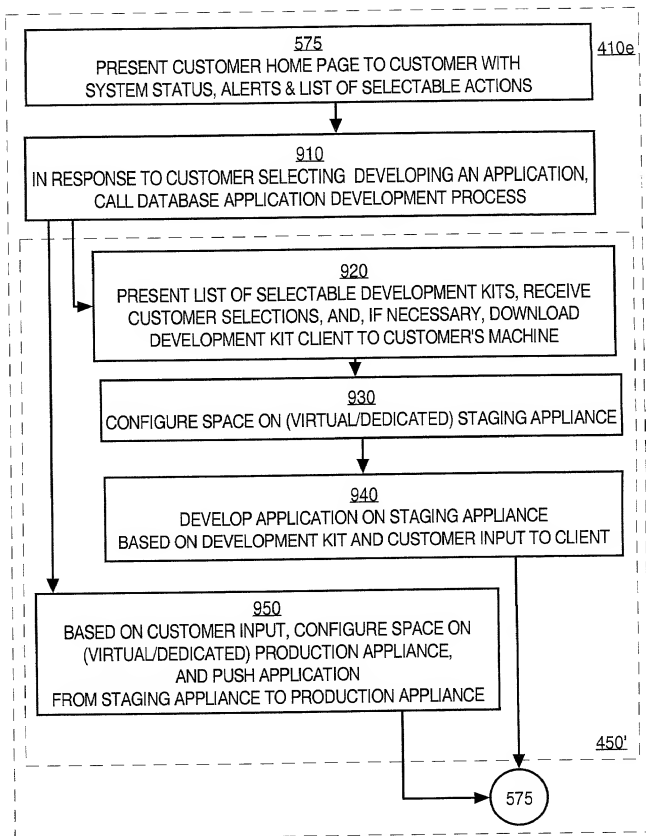 575
410e
PRESENT CUSTOMER HOME PAGE TO CUSTOMER WITH
SYSTEM STATUS, ALERTS & LIST OF SELECTABLE ACTIONS
910
IN RESPONSE TO CUSTOMER SELECTING DEVELOPING AN APPLICATION,
CALL DATABASE APPLICATION DEVELOPMENT PROCESS
920
PRESENT LIST OF SELECTABLE DEVELOPMENT KITS, RECEIVE
CUSTOMER SELECTIONS, AND, IF NECESSARY, DOWNLOAD
DEVELOPMENT KIT CLIENT TO CUSTOMER'S MACHINE
930
CONFIGURE SPACE ON (VIRTUAL/DEDICATED) STAGING APPLIANCE
940
DEVELOP APPLICATION ON STAGING APPLIANCE
BASED ON DEVELOPMENT KIT AND CUSTOMER INPUT TO CLIENT
950
BASED ON CUSTOMER INPUT, CONFIGURE SPACE ON
(VIRTUAL/DEDICATED) PRODUCTION APPLIANCE,
AND PUSH APPLICATION
FROM STAGING APPLIANCE TO PRODUCTION APPLIANCE
450'
575